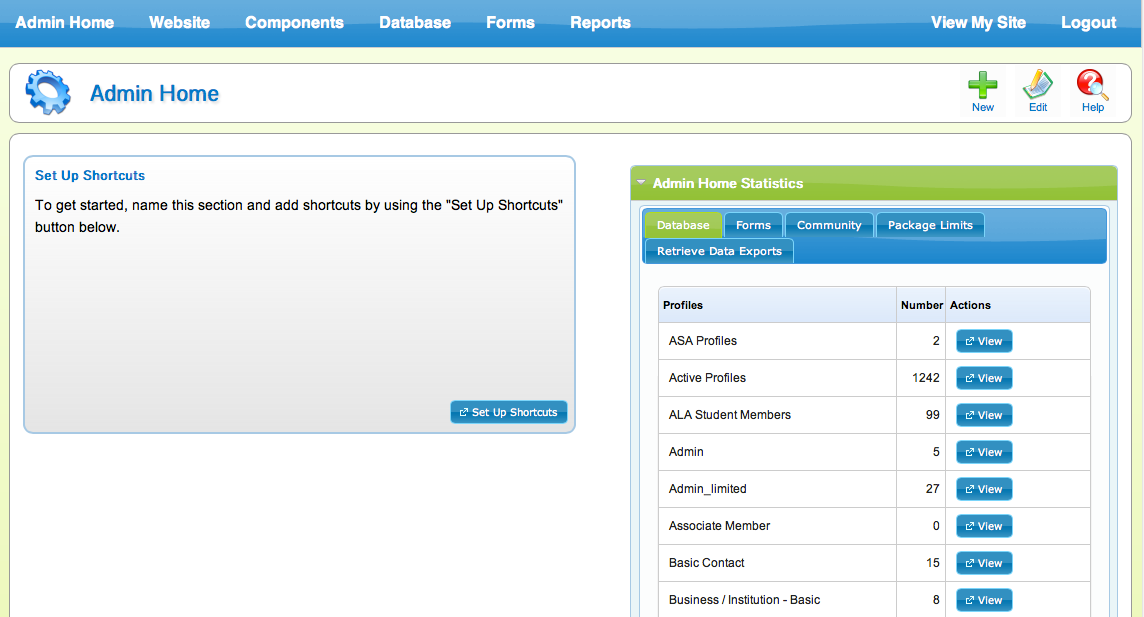 Admin Home Website Components Database Forms Reports View My Site Logout
Admin Home
New Edit Help
Set Up Shortcuts
To get started, name this section and add shortcuts by using the "Set Up Shortcuts"
button below.
Set Up Shortcuts
Admin Home Statistics
Database Forms Community Package Limits
Retrieve Data Exports
Profiles Number Actions
ASA Profiles 2 View
Active Profiles 1242 View
ALA Student Members 99 View
Admin 5 View
Admin_limited 27 View
Associate Member 0 View
Basic Contact 15 View
Business / Institution - Basic 8 View